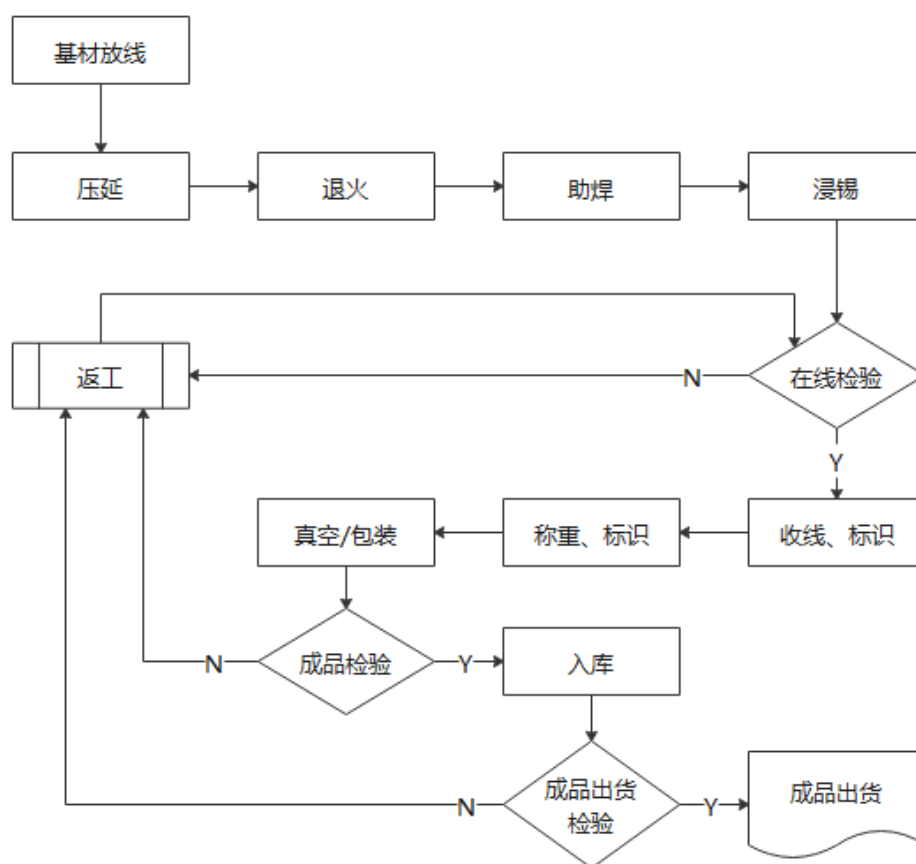 基材放线
压延
退火
助焊
浸锡
返工
N
在线检验
Y
真空/包装
称重、标识
收线、标识
N
成品检验
Y
入库
N
成品出货
检验
Y
成品出货